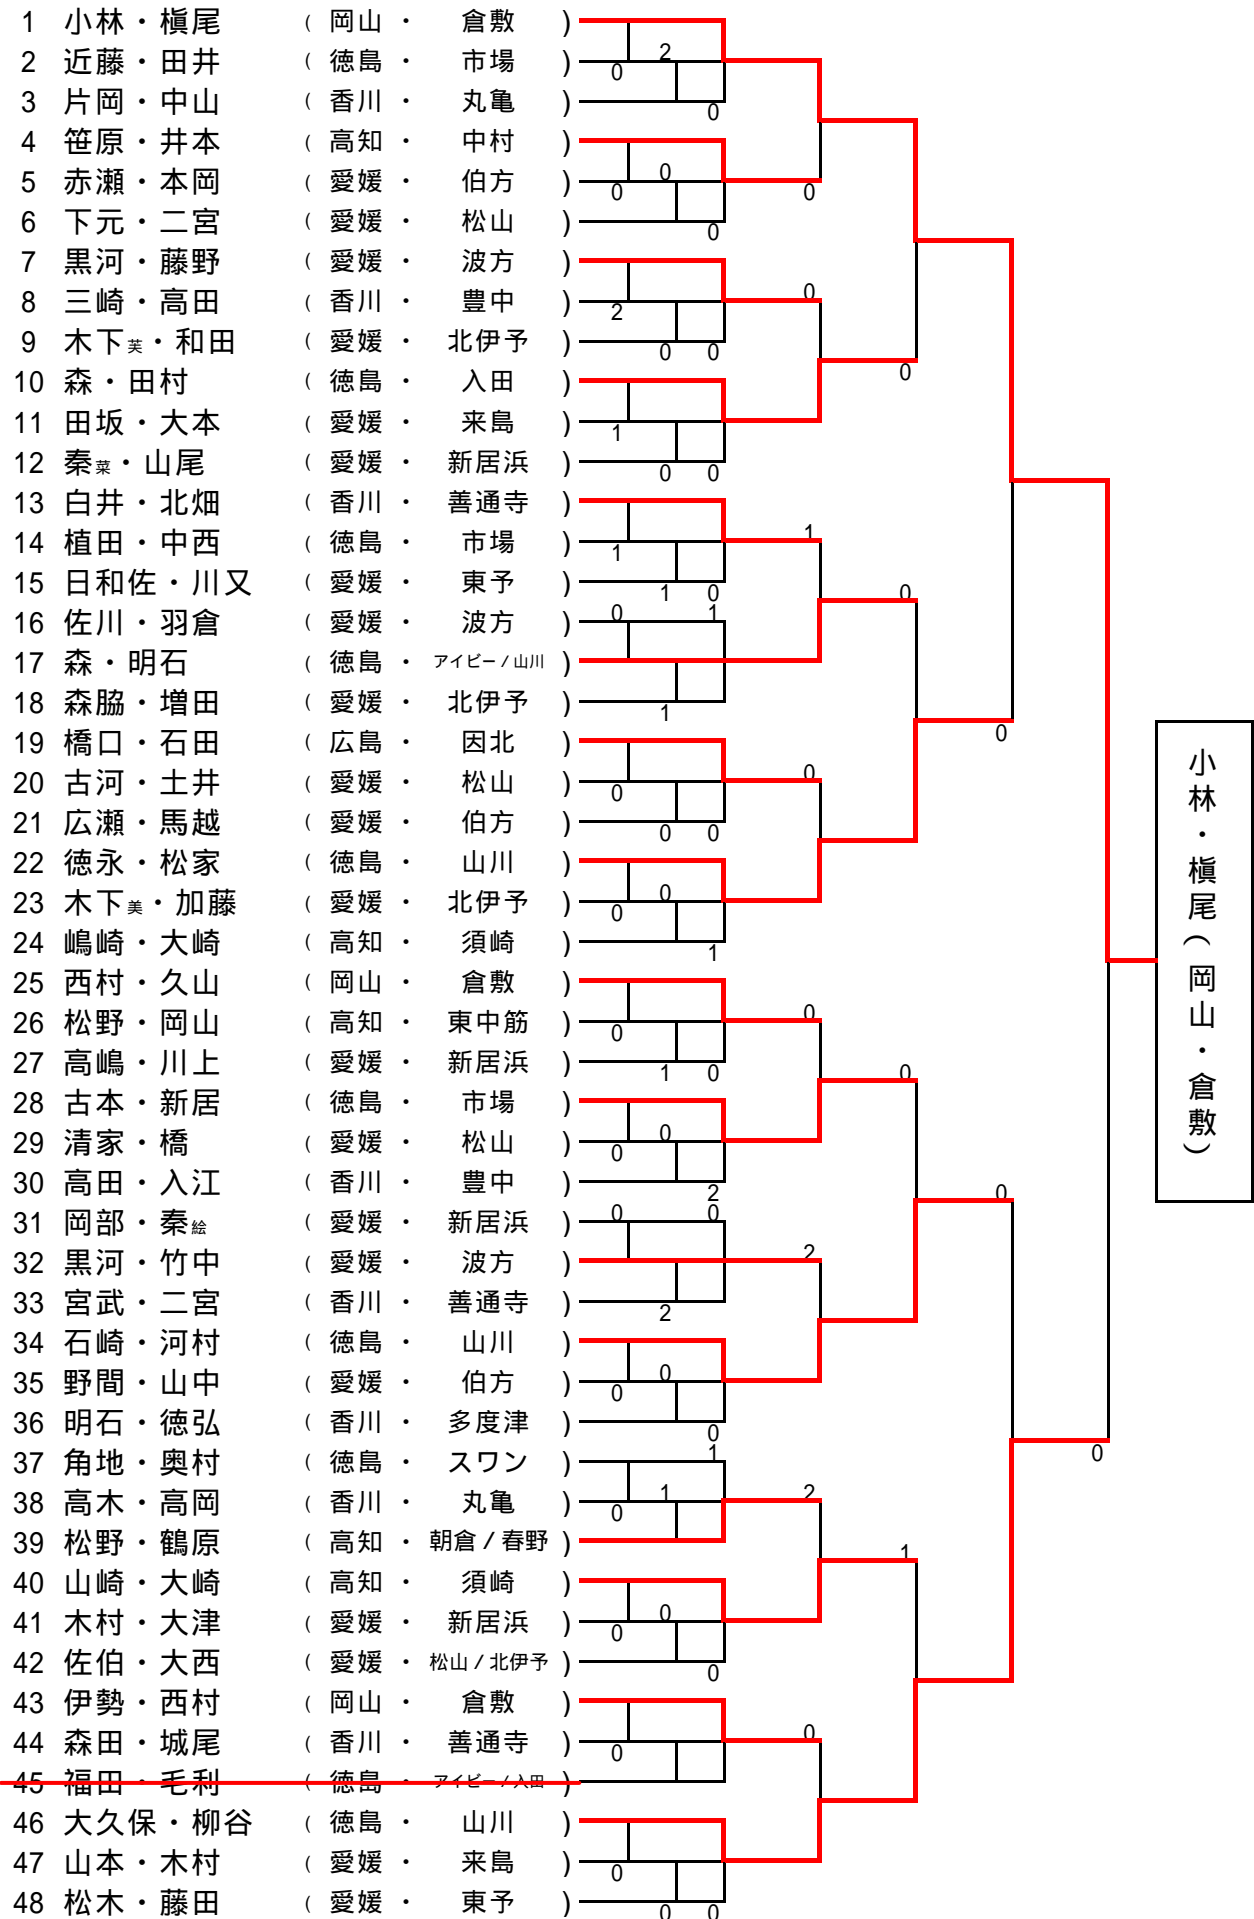 1 小林・槇尾 ( 岡山 ・ 倉敷 )
2 近藤・田井 ( 徳島 ・ 市場 )
2
0
3 片岡・中山 ( 香川 ・ 丸亀 )
0
4 笹原・井本 ( 高知 ・ 中村 )
5 赤瀬・本岡 ( 愛媛 ・ 伯方 )
0
0
0
6 下元・二宮 ( 愛媛 ・ 松山 )
0
7 黒河・藤野 ( 愛媛 ・ 波方 )
8 三崎・高田 ( 香川 ・ 豊中 )
0
2
9 木下芙・和田 ( 愛媛 ・ 北伊予 )
0 0
0
10 森・田村 ( 徳島 ・ 入田 )
11 田坂・大本 ( 愛媛 ・ 来島 )
1
12 秦菜・山尾 ( 愛媛 ・ 新居浜 )
0 0
13 白井・北畑 ( 香川 ・ 善通寺 )
14 植田・中西 ( 徳島 ・ 市場 )
1
1
15 日和佐・川又 ( 愛媛 ・ 東予 )
1 0
0
16 佐川・羽倉 ( 愛媛 ・ 波方 )
0 1
17 森・明石 ( 徳島 ・ アイビー/山川 )
18 森脇・増田 ( 愛媛 ・ 北伊予 )
1
19 橋口・石田 ( 広島 ・ 因北 )
0
20 古河・土井 ( 愛媛 ・ 松山 )
0
0
21 広瀬・馬越 ( 愛媛 ・ 伯方 )
0 0
22 徳永・松家 ( 徳島 ・ 山川 )
23 木下美・加藤 ( 愛媛 ・ 北伊予 )
0
0
24 嶋崎・大崎 ( 高知 ・ 須崎 )
1
25 西村・久山 ( 岡山 ・ 倉敷 )
26 松野・岡山 ( 高知 ・ 東中筋 )
0
0
27 高嶋・川上 ( 愛媛 ・ 新居浜 )
1 0
0
28 古本・新居 ( 徳島 ・ 市場 )
29 清家・橋 ( 愛媛 ・ 松山 )
0
0
30 高田・入江 ( 香川 ・ 豊中 )
2
0
31 岡部・秦絵 ( 愛媛 ・ 新居浜 )
0 0
32 黒河・竹中 ( 愛媛 ・ 波方 )
2
33 宮武・二宮 ( 香川 ・ 善通寺 )
2
34 石崎・河村 ( 徳島 ・ 山川 )
35 野間・山中 ( 愛媛 ・ 伯方 )
0
0
36 明石・徳弘 ( 香川 ・ 多度津 )
0
37 角地・奥村 ( 徳島 ・ スワン )
1
0
38 高木・高岡 ( 香川 ・ 丸亀 )
1
2
0
39 松野・鶴原 ( 高知 ・ 朝倉/春野 )
1
40 山崎・大崎 ( 高知 ・ 須崎 )
41 木村・大津 ( 愛媛 ・ 新居浜 )
0
0
42 佐伯・大西 ( 愛媛 ・ 松山/北伊予 )
0
43 伊勢・西村 ( 岡山 ・ 倉敷 )
44 森田・城尾 ( 香川 ・ 善通寺 )
0
0
45 福田・毛利 ( 徳島 ・ アイビー/入田 )
46 大久保・柳谷 ( 徳島 ・ 山川 )
47 山本・木村 ( 愛媛 ・ 来島 )
0
48 松木・藤田 ( 愛媛 ・ 東予 )
0 0
小林・槇尾(岡山・倉敷)